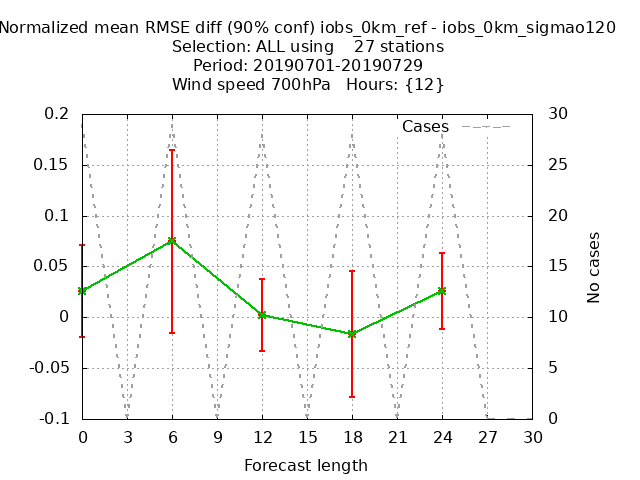 Normalized mean RMSE diff (90% conf) iobs_0km_ref - iobs_0km_sigmao120
Selection: ALL using 27 stations
Period: 20190701-20190729
Wind speed 700hPa Hours: {12}
Cases
0.2
0.15
0.1
0.05
0
-0.05
-0.1
30
25
20
15
10
5
0
No cases
0 3 6 9 12 15 18 21 24 27 30
Forecast length